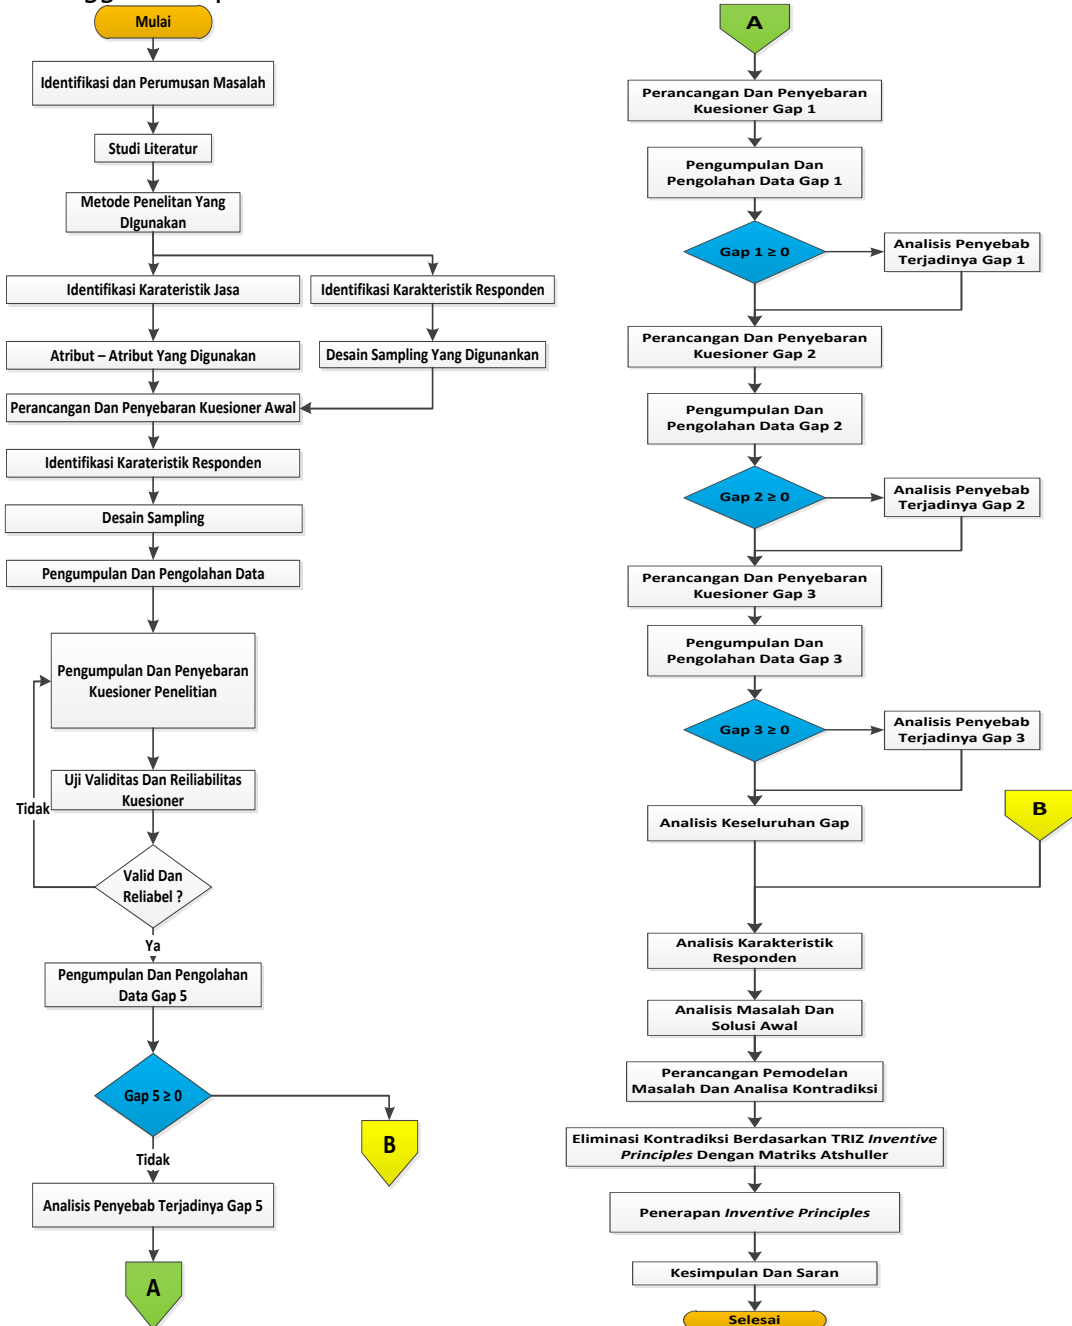 Mulai
Identifikasi dan Perumusan Masalah
Studi Literatur
Metode Penelitan Yang
DIgunakan
Identifikasi Karateristik Jasa
Identifikasi Karakteristik Responden
Atribut – Atribut Yang Digunakan
Desain Sampling Yang Digunankan
Perancangan Dan Penyebaran Kuesioner Awal
Identifikasi Karateristik Responden
Desain Sampling
Pengumpulan Dan Pengolahan Data
Pengumpulan Dan Penyebaran
Kuesioner Penelitian
Uji Validitas Dan Reiliabilitas
Kuesioner
Tidak
Valid Dan
Reliabel ?
Ya
Pengumpulan Dan Pengolahan
Data Gap 5
Gap 5 ≥ 0
B
Tidak
Analisis Penyebab Terjadinya Gap 5
A
A
Perancangan Dan Penyebaran
Kuesioner Gap 1
Pengumpulan Dan
Pengolahan Data Gap 1
Gap 1 ≥ 0
Analisis Penyebab
Terjadinya Gap 1
Perancangan Dan Penyebaran
Kuesioner Gap 2
Pengumpulan Dan
Pengolahan Data Gap 2
Gap 2 ≥ 0
Analisis Penyebab
Terjadinya Gap 2
Perancangan Dan Penyebaran
Kuesioner Gap 3
Pengumpulan Dan
Pengolahan Data Gap 3
Gap 3 ≥ 0
Analisis Penyebab
Terjadinya Gap 3
B
Analisis Keseluruhan Gap
Analisis Karakteristik
Responden
Analisis Masalah Dan
Solusi Awal
Perancangan Pemodelan
Masalah Dan Analisa Kontradiksi
Eliminasi Kontradiksi Berdasarkan TRIZ Inventive
Principles Dengan Matriks Atshuller
Penerapan Inventive Principles
Kesimpulan Dan Saran
Selesai